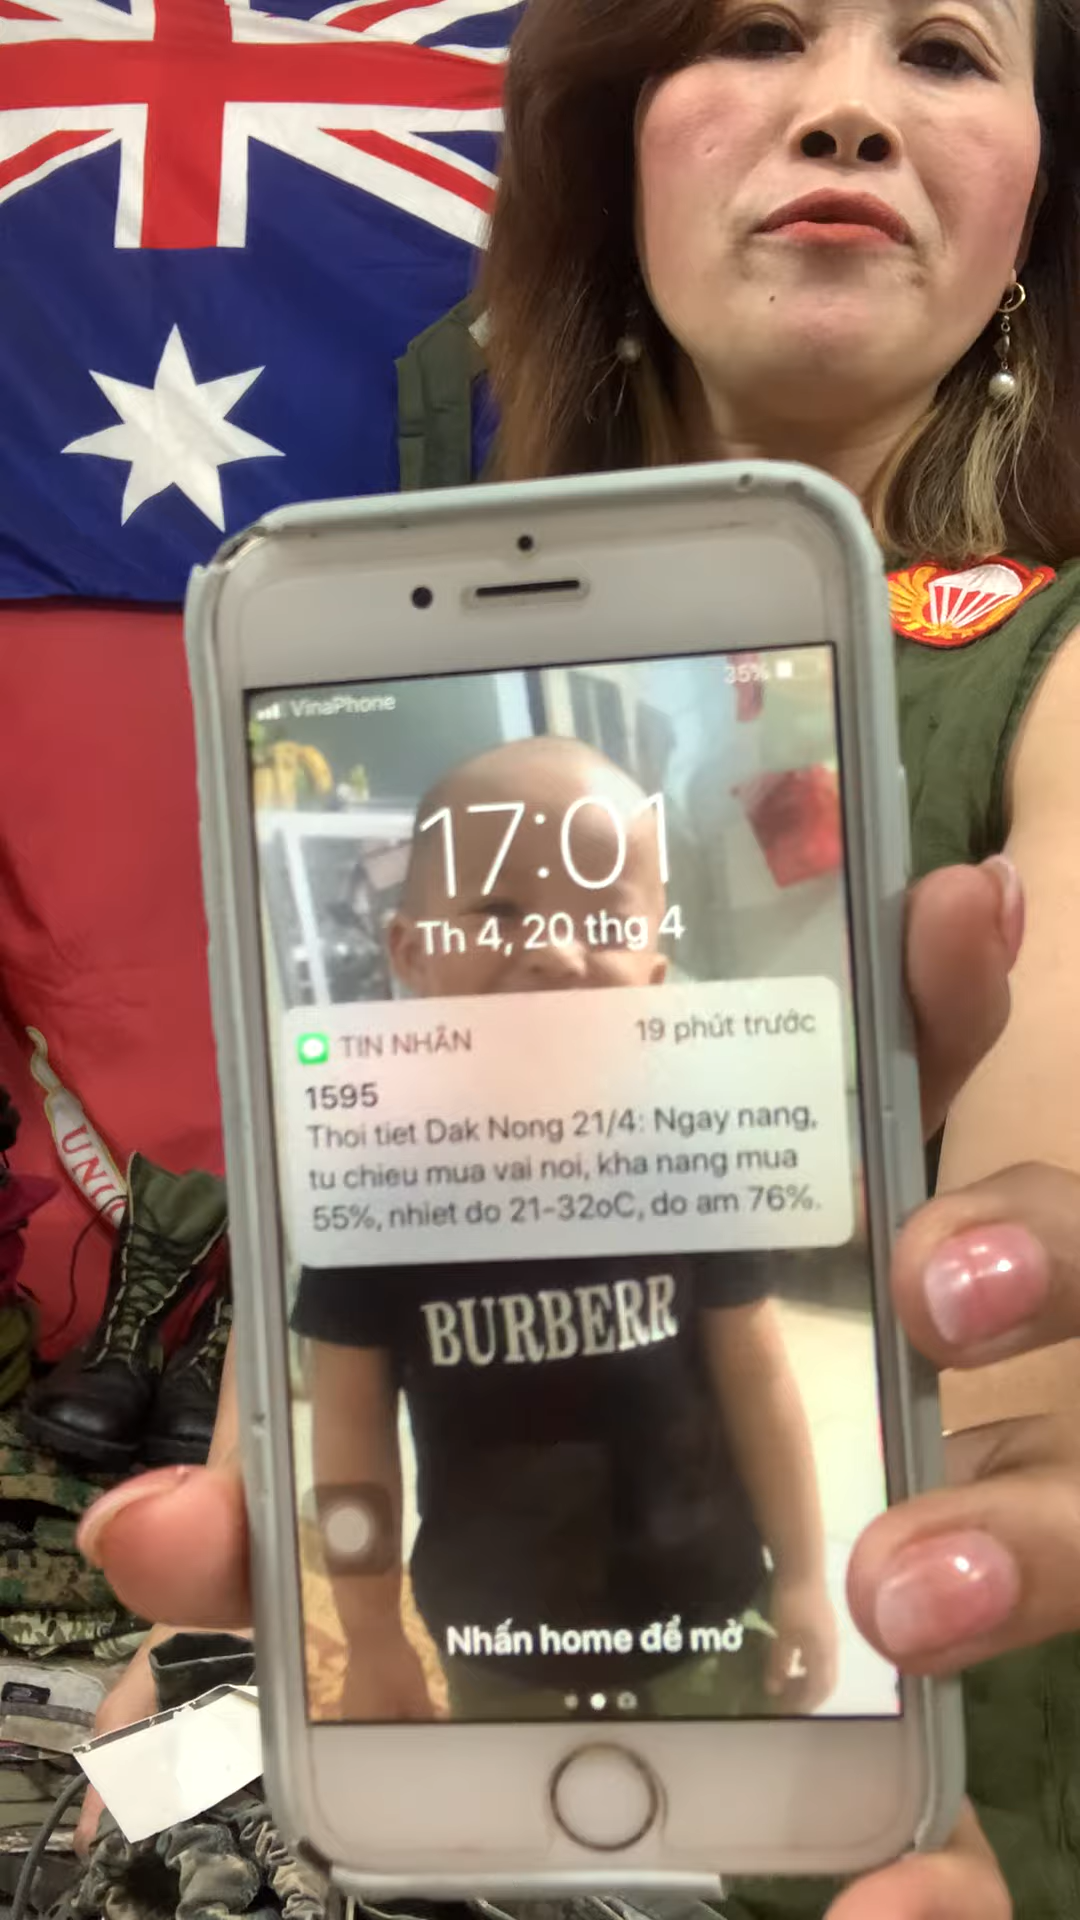 VinaPhone
35%
17:01
Th 4, 20 thg 4
TIN NHẮN
19 phút trước
1595
Thoi tiet Dak Nong 21/4: Ngay nang,
tu chieu mua vai noi, kha nang mua
55%, nhiet do 21-32oC, do am 76%.
BURBERR
Nhấn home để mở
UNI